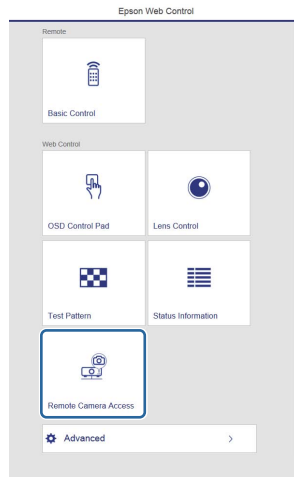 Epson Web Control
Remote
Basic Control
Web Control
OSD Control Pad
Lens Control
Test Pattern
Status Information
Remote Camera Access
Advanced